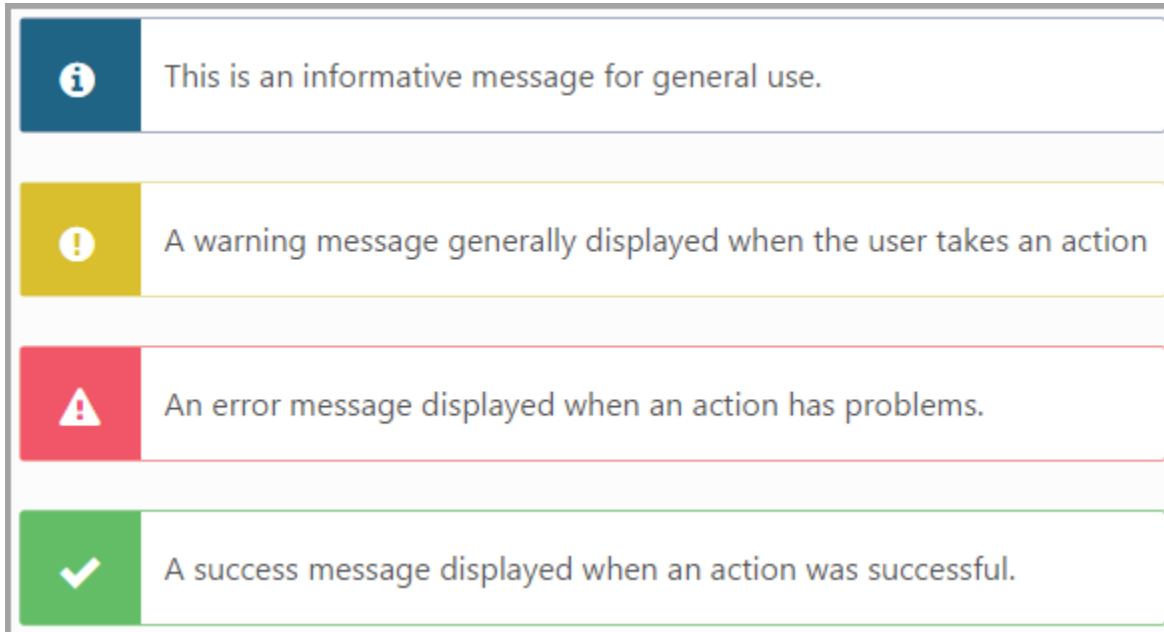 This is an informative message for general use.
A warning message generally displayed when the user takes an action
An error message displayed when an action has problems.
A success message displayed when an action was successful.